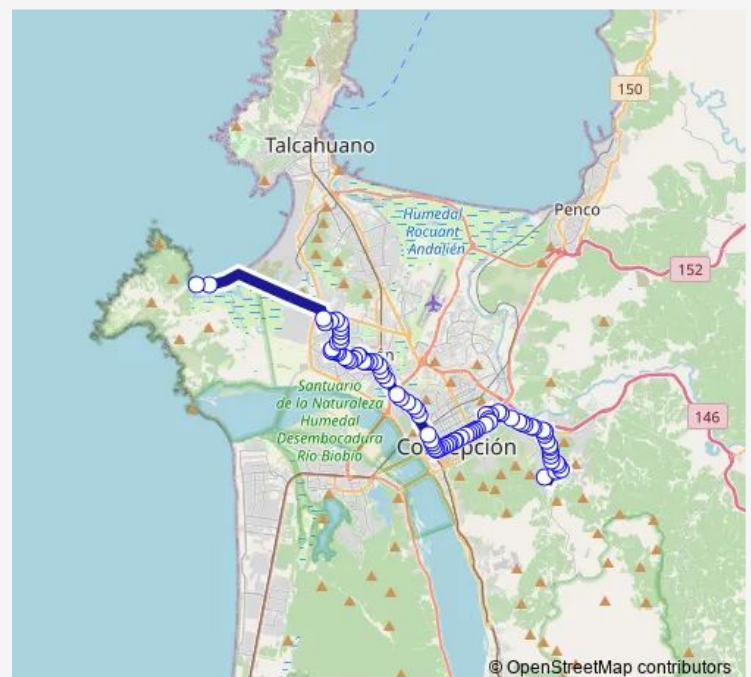 150
Talcahuano
Penco
Humedal
Rocuant
Andalién
152
Santuario
de la Naturaleza
Humedal
Desembocadura
Río Biobío
146
© OpenStreetMap contributors